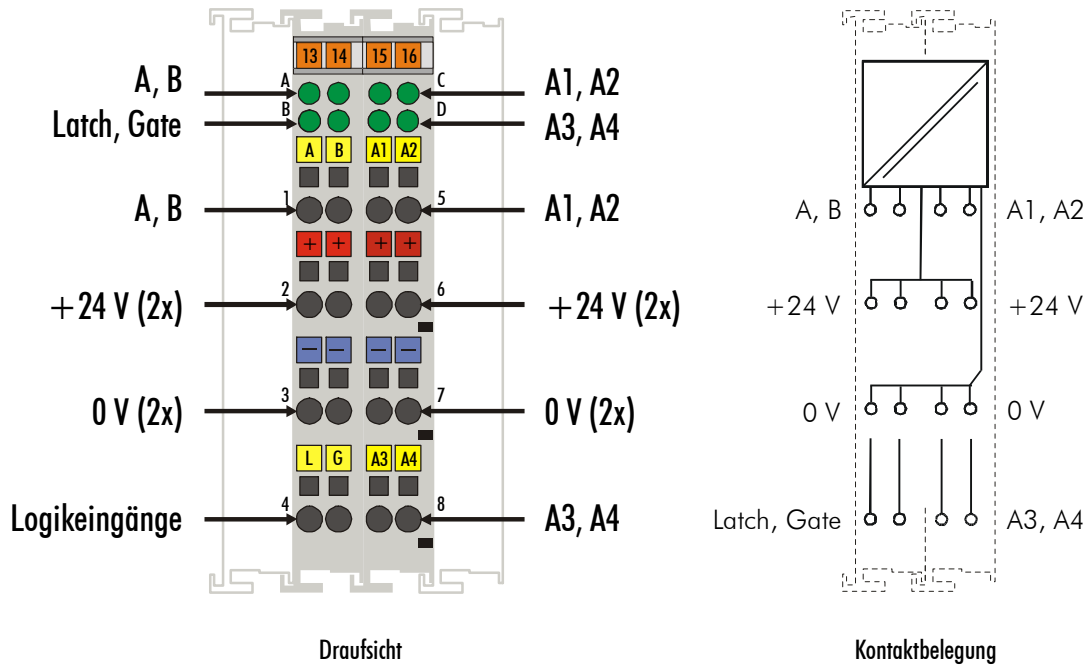 13 14 15 16
A, B A C A1, A2
Latch, Gate B D A3, A4
A B A1 A2
A, B 1 5 A1, A2
+ + + +
+24 V (2x) 2 6 +24 V (2x)
− − − −
0 V (2x) 3 7 0 V (2x)
L G A3 A4
Logikeingänge 4 8 A3, A4
Draufsicht
A, B A1, A2
+24 V +24 V
0 V 0 V
Latch, Gate A3, A4
Kontaktbelegung